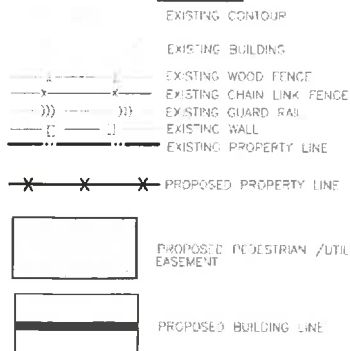 EXISTING CONTOUR
EXISTING BUILDING
EXISTING WOOD FENCE
EXISTING CHAIN LINK FENCE
EXISTING GUARD RAIL
EXISTING WALL
EXISTING PROPERTY LINE
PROPOSED PROPERTY LINE
PROPOSED PEDESTRIAN /UTIL
EASEMENT
PROPOSED BUILDING LINE